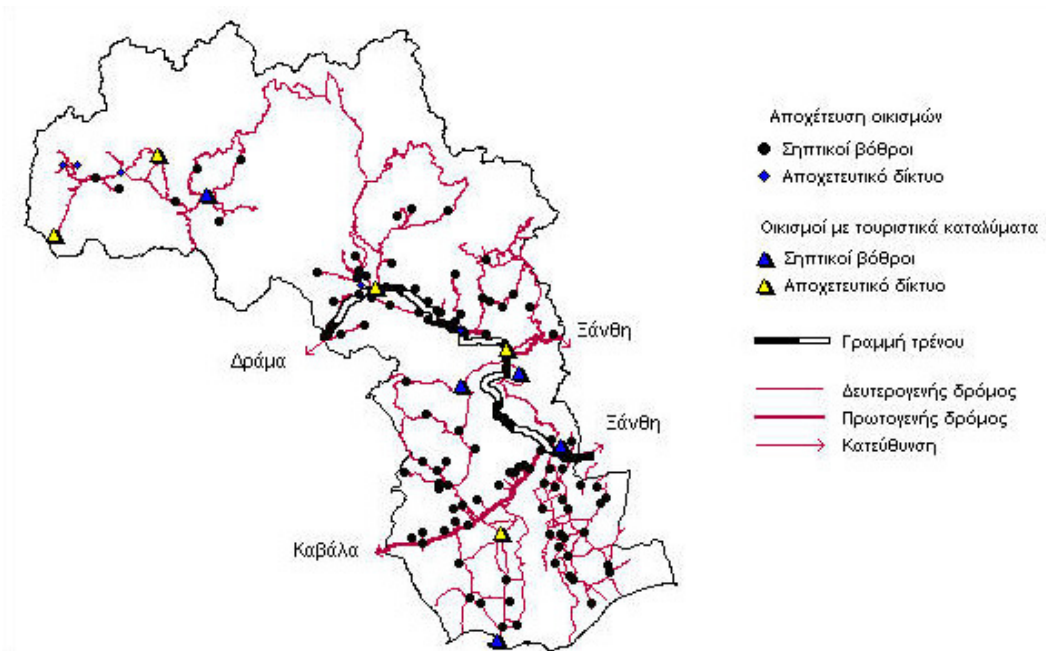 Αποχέτευση οικισμών
Σηπτικοί βόθροι
Αποχετευτικό δίκτυο
Οικισμοί με τουριστικά καταλύματα
Σηπτικοί βόθροι
Αποχετευτικό δίκτυο
Γραμμή τρένου
Δευτερογενής δρόμος
Πρωτογενής δρόμος
Κατεύθυνση
Ξάνθη
Δράμα
Ξάνθη
Καβάλα